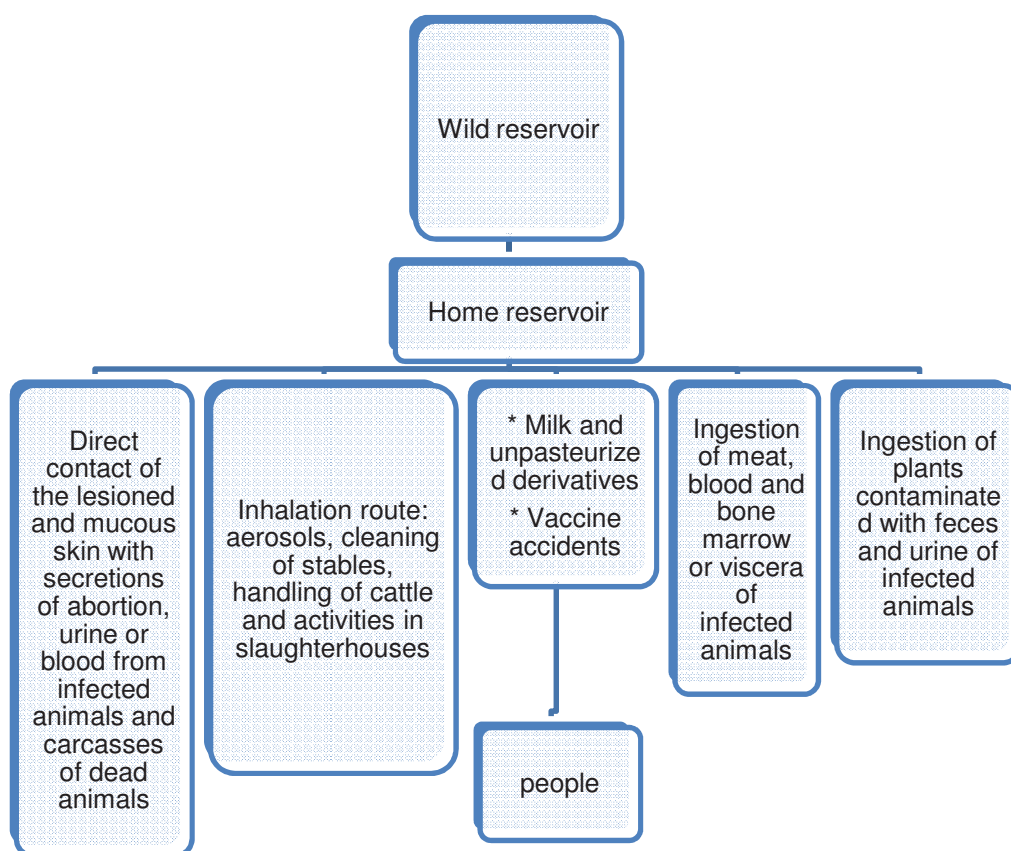 Wild reservoir
Home reservoir
Direct
contact of
the lesioned
and mucous
skin with
secretions
of abortion,
urine or
blood from
infected
animals and
carcasses
of dead
animals
Inhalation route:
aerosols, cleaning
of stables,
handling of cattle
and activities in
slaughterhouses
* Milk and
unpasteurize
d derivatives
* Vaccine
accidents
Ingestion
of meat,
blood and
bone
marrow
or viscera
of
infected
animals
Ingestion of
plants
contaminate
d with feces
and urine of
infected
animals
people